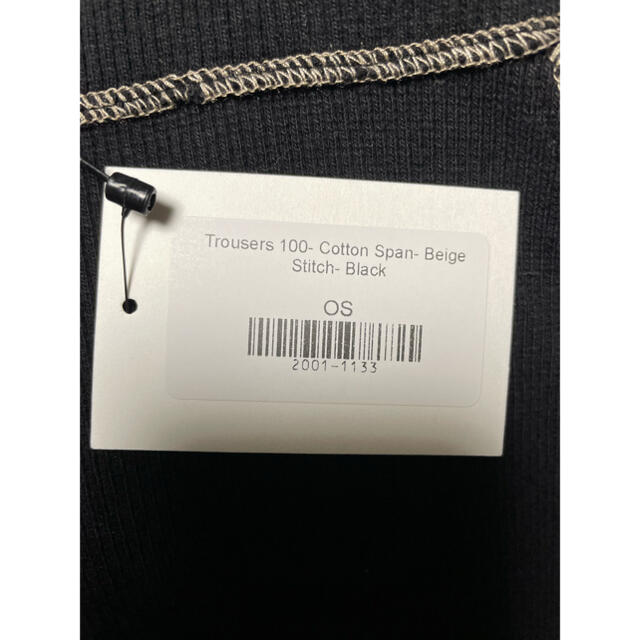 Trousers 100- Cotton Span- Beige
Stitch- Black
OS
2001-1133